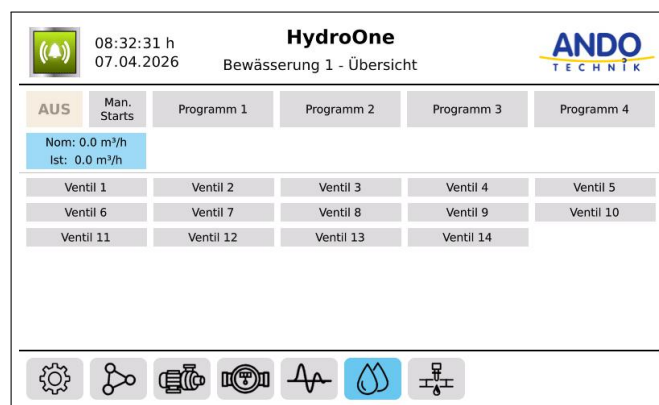 08:32:31 h
07.04.2026
HydroOne
Bewässerung 1 - Übersicht
ANDO
TECHNIK
AUS
Man.
Starts
Programm 1
Programm 2
Programm 3
Programm 4
Nom: 0.0 m³/h
Ist: 0.0 m³/h
Ventil 1
Ventil 2
Ventil 3
Ventil 4
Ventil 5
Ventil 6
Ventil 7
Ventil 8
Ventil 9
Ventil 10
Ventil 11
Ventil 12
Ventil 13
Ventil 14